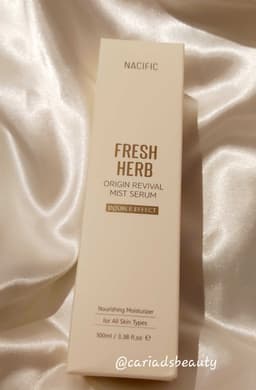 NACIFIC
FRESH
HERB
ORIGIN REVIVAL
MIST SERUM
DOUBLE EFFECT
Nourishing Moisturizer
for All Skin Types
100ml / 3.38 fl.oz ℮
@cariadsbeauty